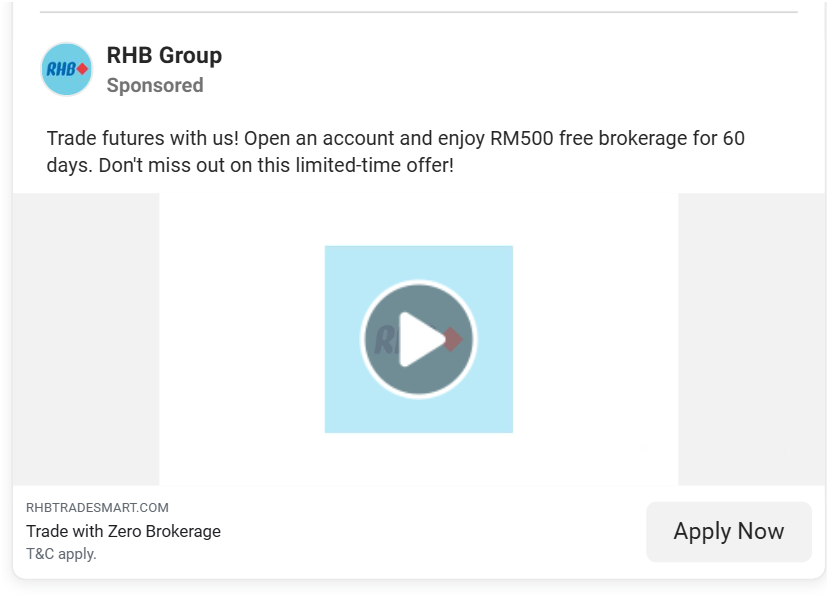 RHB
RHB Group
Sponsored
Trade futures with us! Open an account and enjoy RM500 free brokerage for 60
days. Don't miss out on this limited-time offer!
RHBTRADESMART.COM
Trade with Zero Brokerage
T&C apply.
Apply Now